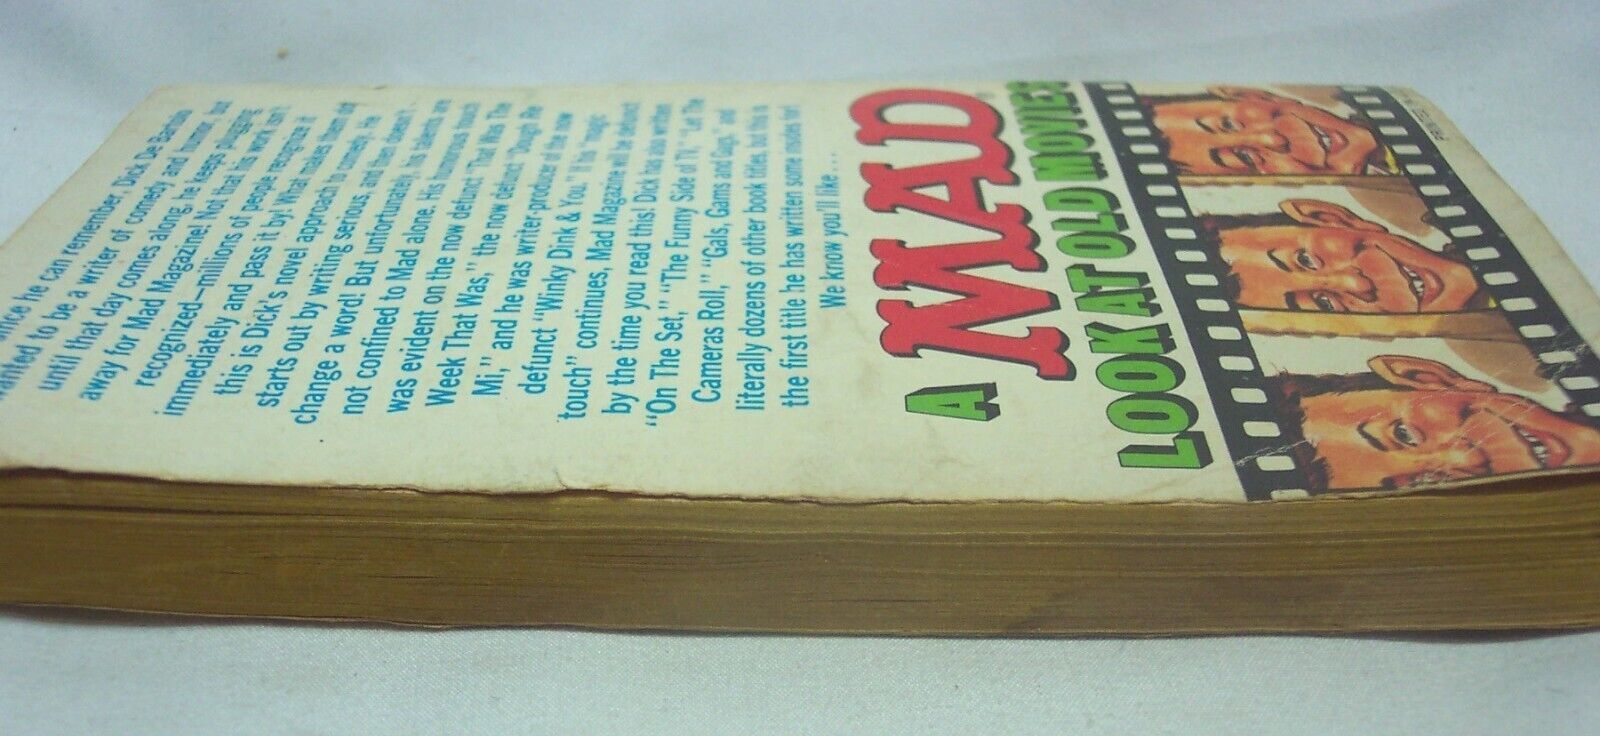 ince he can remember, Dick De Bartolo
anted to be a writer of comedy and humor, but
until that day comes along, he keeps plugging
away for Mad Magazine! Not that his work isn't
recognized—millions of people recognize it
immediately and pass it by! What makes them do
this is Dick's novel approach to comedy. He
starts out by writing serious, and then doesn't
change a word! But unfortunately, his talents are
not confined to Mad alone. His humorous touch
was evident on the now defunct "That Was The
Week That Was," the now defunct "Dough Re
Mi," and he was writer-producer of the now
defunct "Winky Dink & You." If his "magic
touch" continues, Mad Magazine will be defunct
by the time you read this! Dick has also written
"On The Set," "The Funny Side of TV," "Let The
Cameras Roll," "Gals, Gams and Gags," and
literally dozens of other book titles, but this is
the first title he has written some insides for!
We know you'll like...
A
MAD
LOOK AT OLD MOVIES